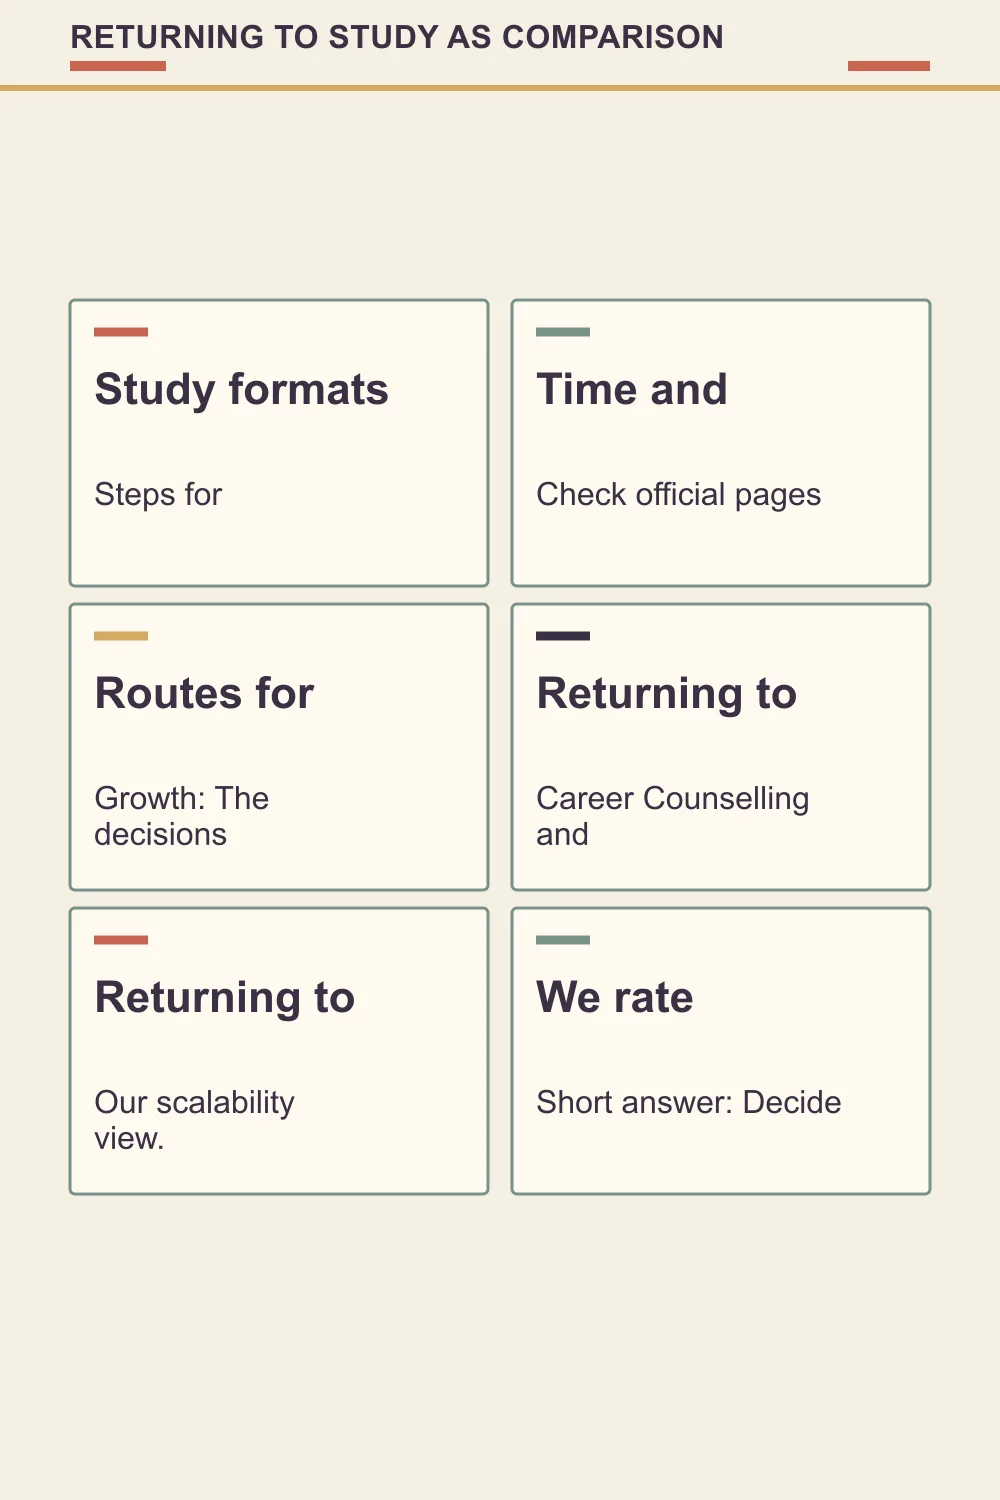 RETURNING TO STUDY AS COMPARISON
Study formats
Steps for
Time and
Check official pages
Routes for
Growth: The
decisions
Returning to
Career Counselling
and
Returning to
Our scalability
view.
We rate
Short answer: Decide